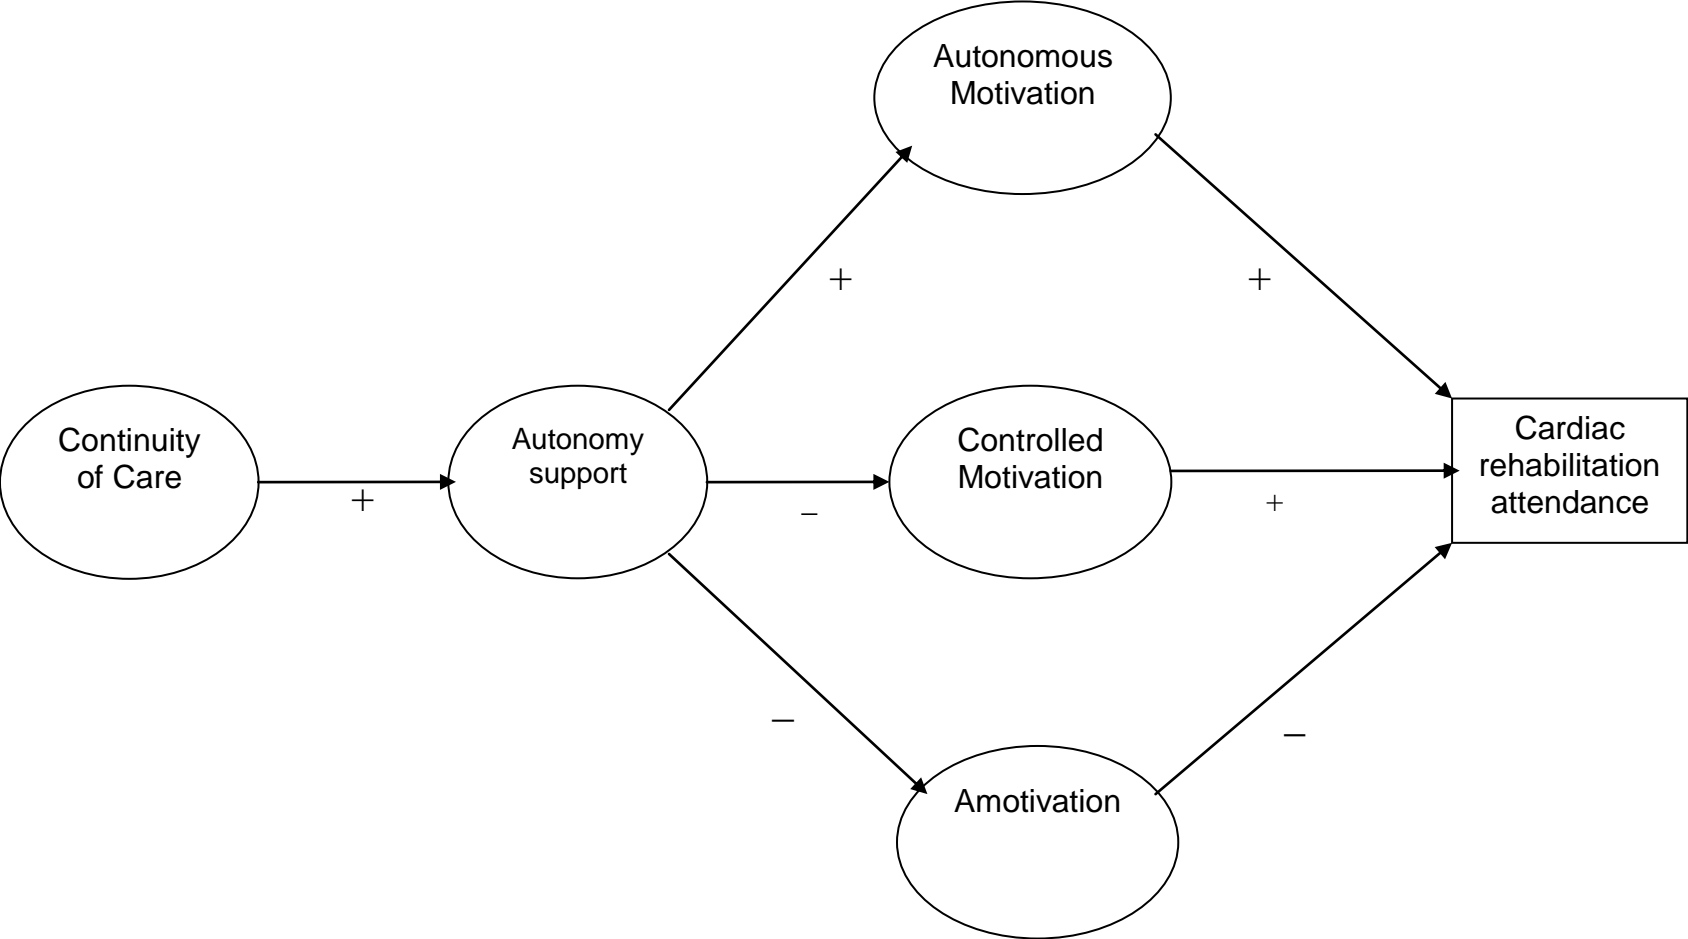 Autonomous
Motivation
+
+
Continuity
of Care
+
Autonomy
support
–
Controlled
Motivation
+
Cardiac
rehabilitation
attendance
–
–
Amotivation